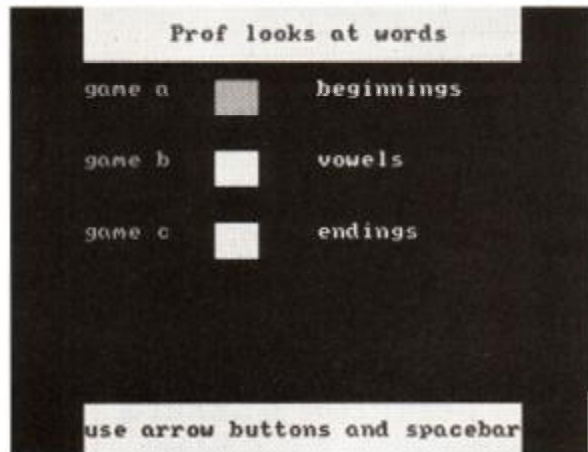 Prof looks at words
game a beginnings
game b vowels
game c endings
use arrow buttons and spacebar